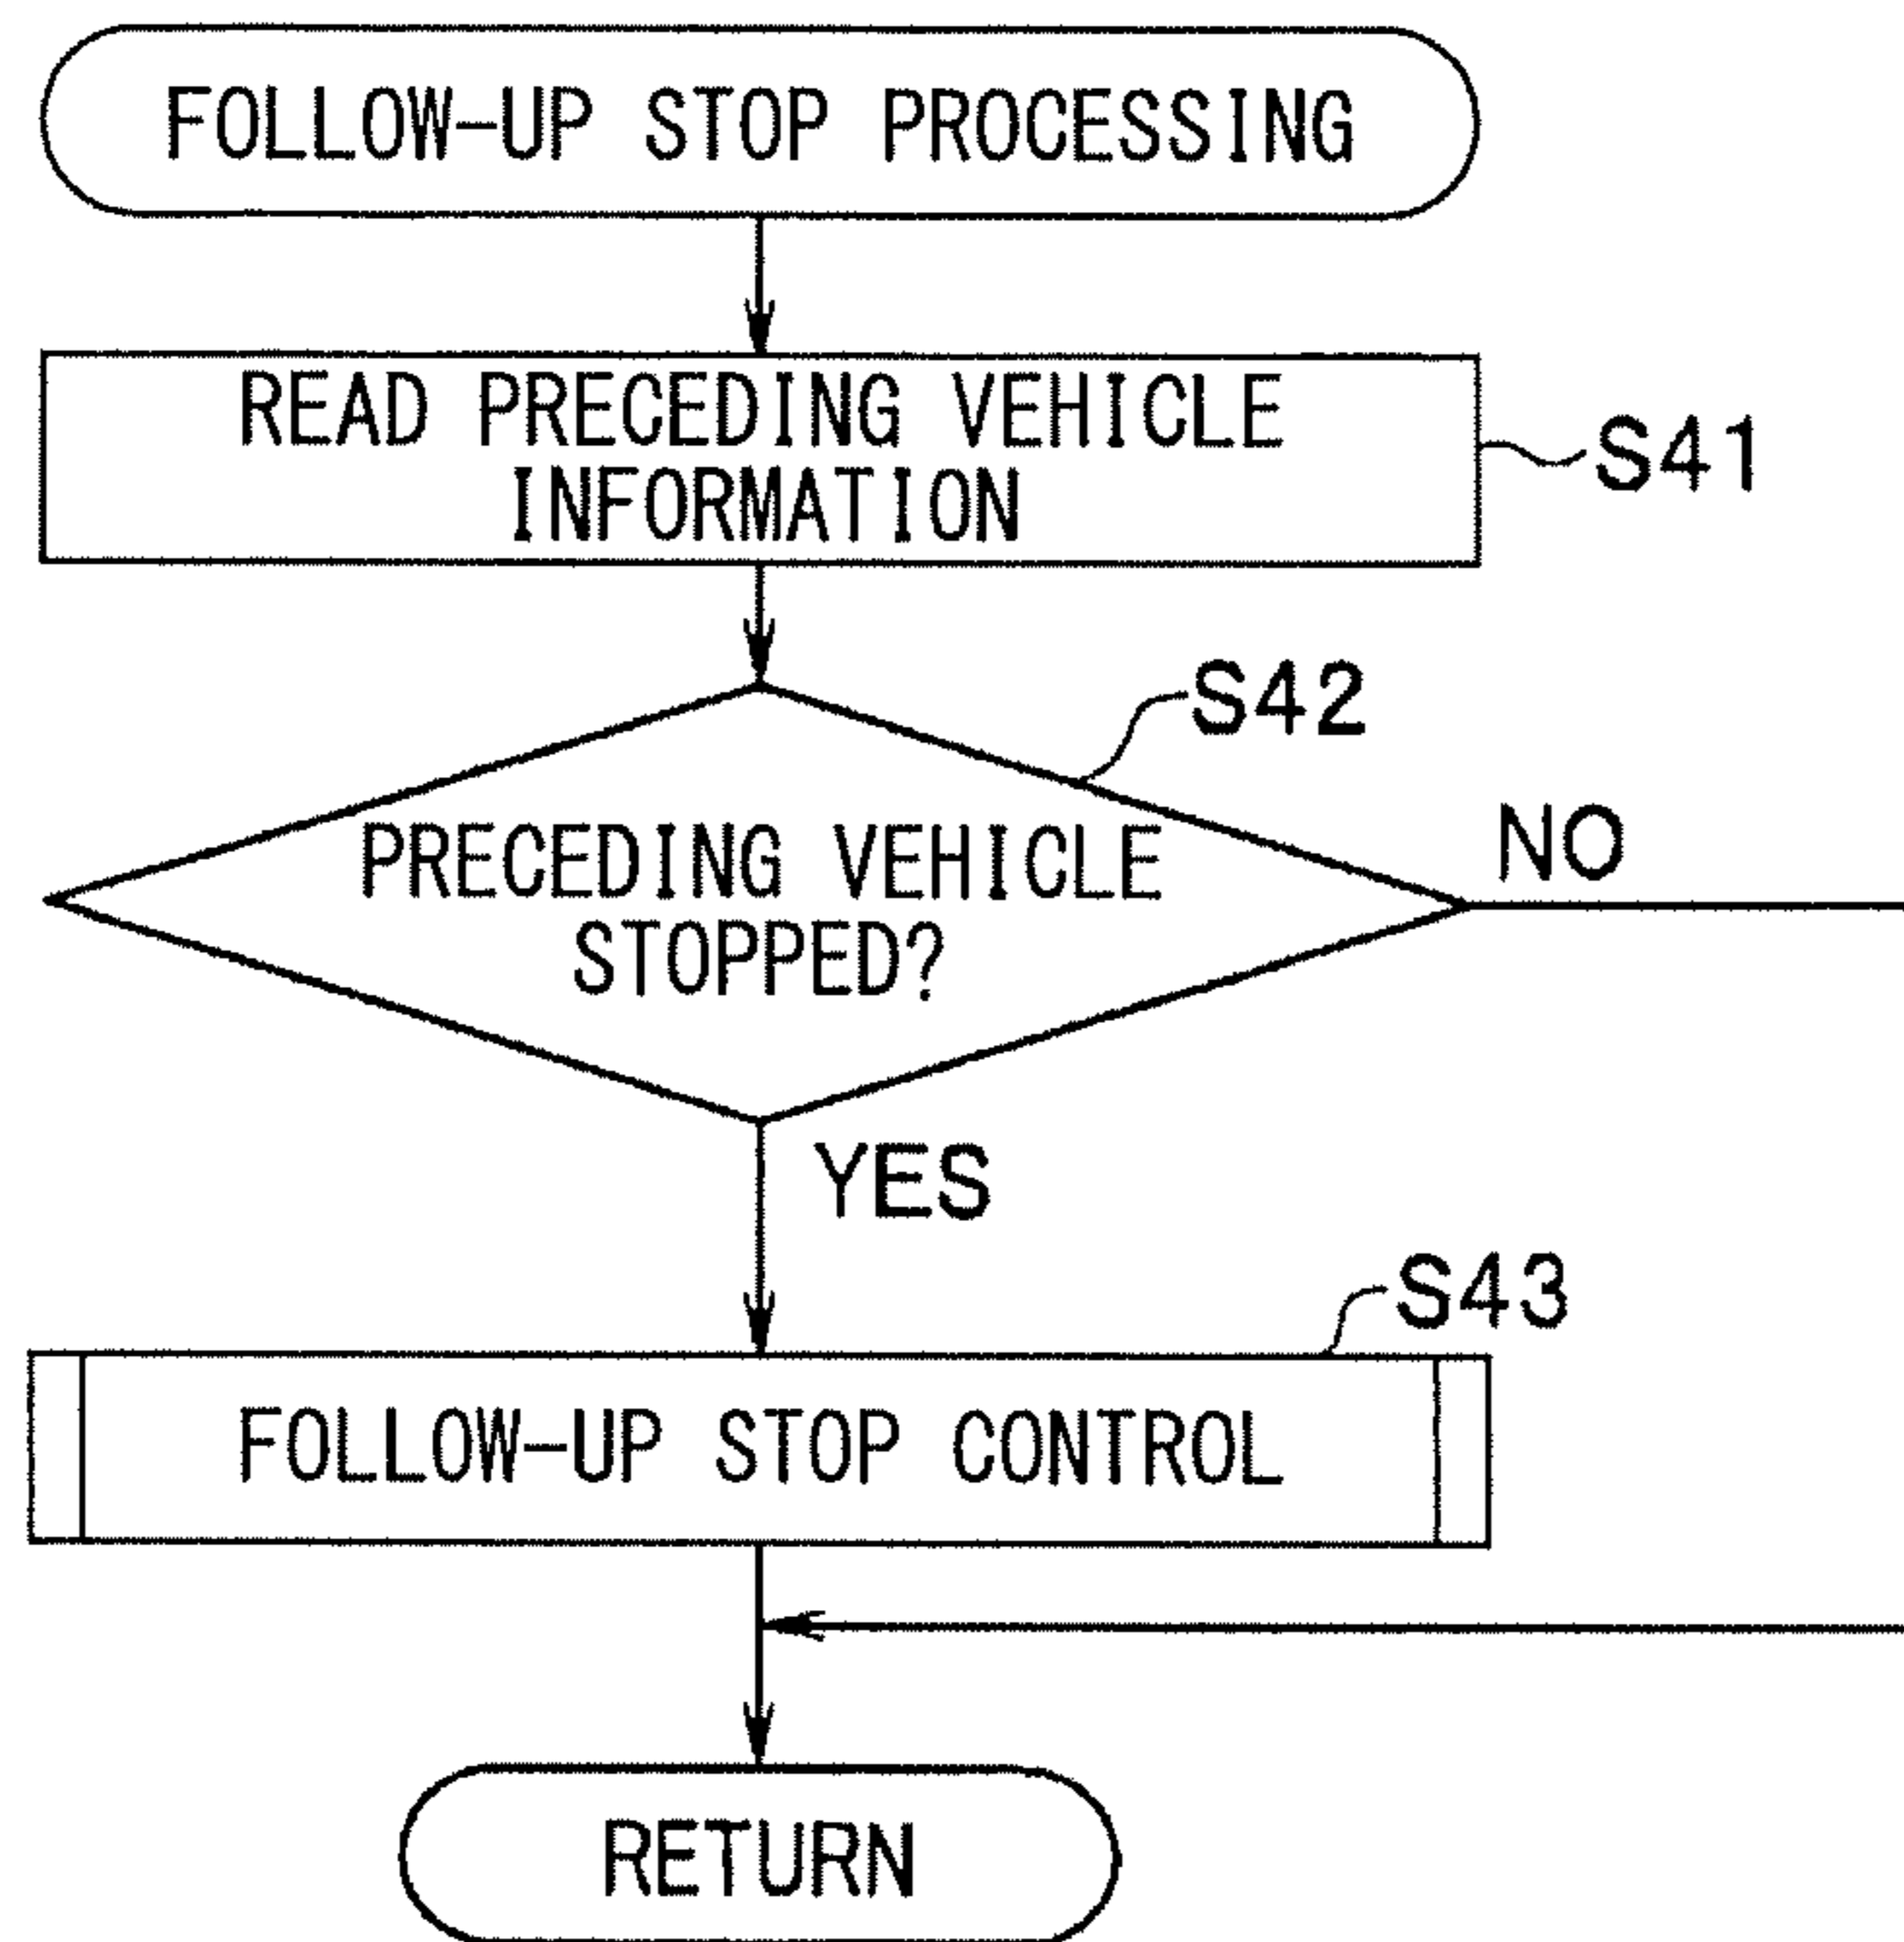 FOLLOW-UP STOP PROCESSING
READ PRECEDING VEHICLE
INFORMATION
S41
S42
PRECEDING VEHICLE
STOPPED?
NO
YES
S43
FOLLOW-UP STOP CONTROL
RETURN